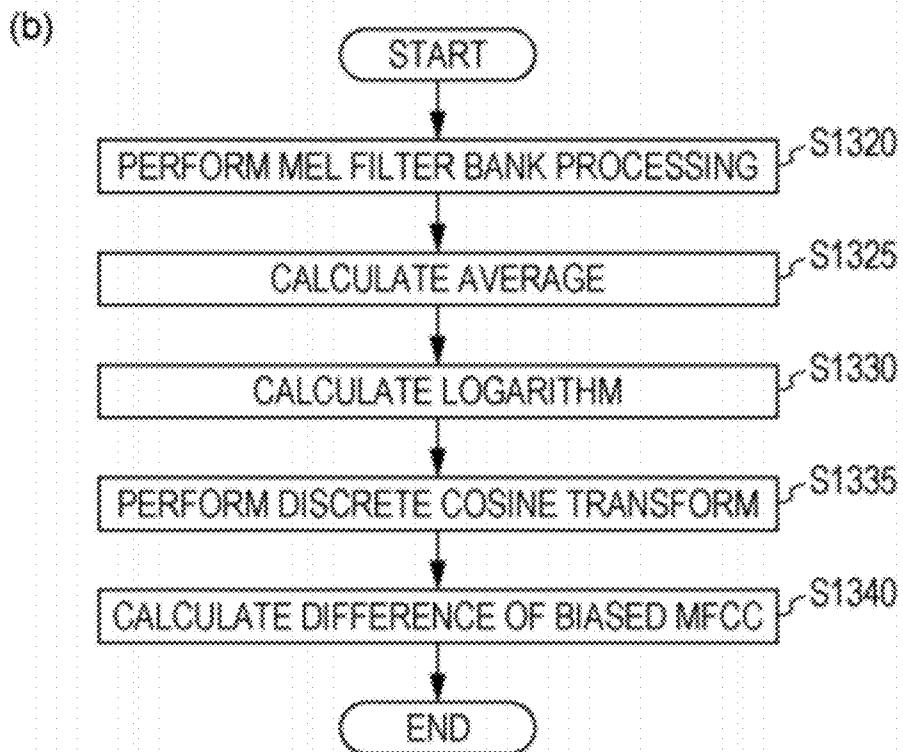 (b)
START
PERFORM MEL FILTER BANK PROCESSING S1320
CALCULATE AVERAGE S1325
CALCULATE LOGARITHM S1330
PERFORM DISCRETE COSINE TRANSFORM S1335
CALCULATE DIFFERENCE OF BIASED MFCC S1340
END